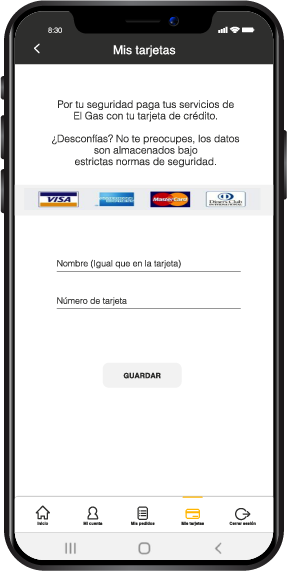 8:30
Mis tarjetas
Por tu seguridad paga tus servicios de
El Gas con tu tarjeta de crédito.
¿Desconfías? No te preocupes, los datos
son almacenados bajo
estrictas normas de seguridad.
VISA MasterCard Diners Club
Nombre (Igual que en la tarjeta)
Número de tarjeta
GUARDAR
Inicio Mi cuenta Mis pedidos Mis tarjetas Cerrar sesión